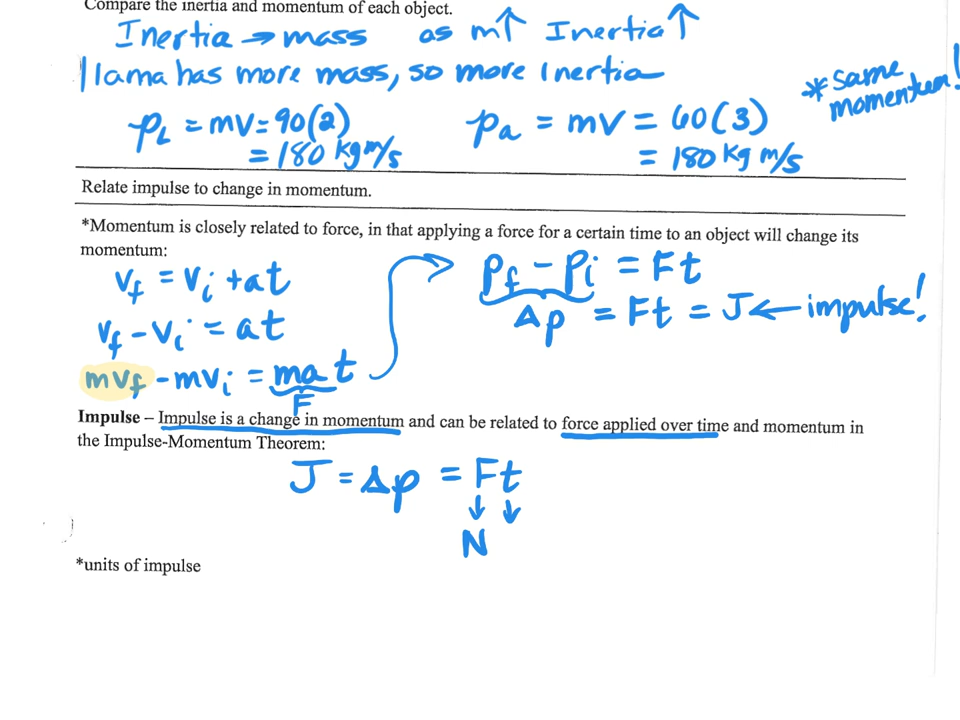 Compare the inertia and momentum of each object.
Inertia → mass as m↑ Inertia↑
llama has more mass, so more Inertia
*same momentum!
pL = mv = 90(2) = 180 kg m/s
pa = mv = 60(3) = 180 kg m/s
Relate impulse to change in momentum.
*Momentum is closely related to force, in that applying a force for a certain time to an object will change its
momentum:
vf = vi + at
vf - vi = at
mvf - mvi = mat
F
pf - pi = Ft
Δp = Ft = J ← impulse!
Impulse – Impulse is a change in momentum and can be related to force applied over time and momentum in
the Impulse-Momentum Theorem:
J = Δp = Ft
↓ ↓
N
*units of impulse